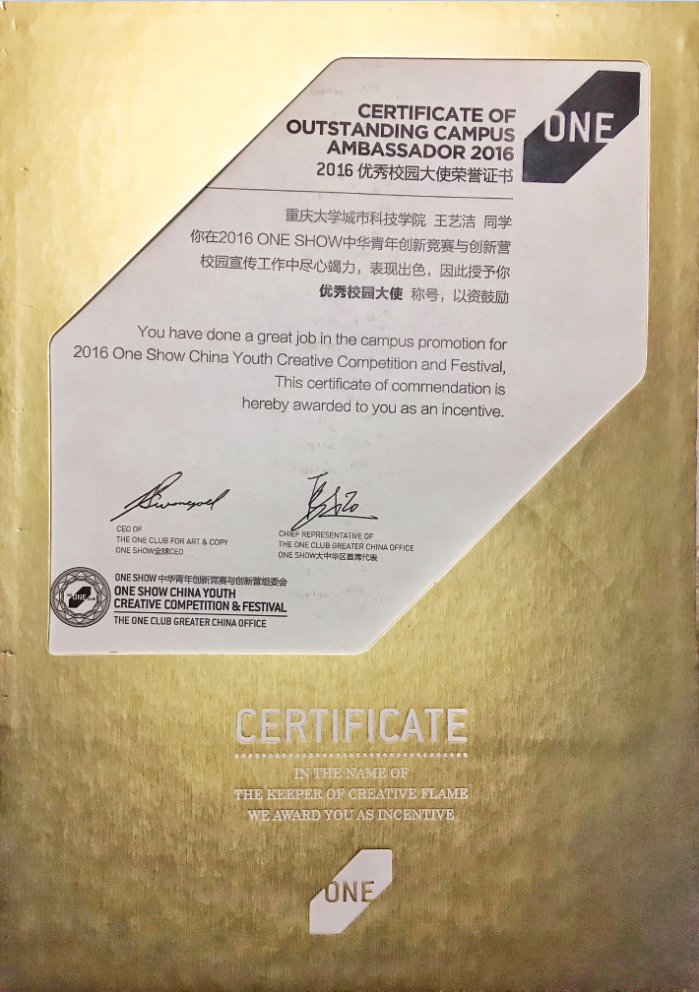 CERTIFICATE OF
OUTSTANDING CAMPUS
AMBASSADOR 2016
2016 优秀校园大使荣誉证书
ONE
重庆大学城市科技学院 王艺洁 同学
你在2016 ONE SHOW中华青年创新竞赛与创新营
校园宣传工作中尽心竭力，表现出色，因此授予你
优秀校园大使 称号，以资鼓励
You have done a great job in the campus promotion for
2016 One Show China Youth Creative Competition and Festival,
This certificate of commendation is
hereby awarded to you as an incentive.
CEO OF
THE ONE CLUB FOR ART & COPY
ONE SHOW全球CEO
CHIEF REPRESENTATIVE OF
THE ONE CLUB GREATER CHINA OFFICE
ONE SHOW大中华区首席代表
ONE
ONE SHOW 中华青年创新竞赛与创新营组委会
ONE SHOW CHINA YOUTH
CREATIVE COMPETITION & FESTIVAL
THE ONE CLUB GREATER CHINA OFFICE
CERTIFICATE
IN THE NAME OF
THE KEEPER OF CREATIVE FLAME
WE AWARD YOU AS INCENTIVE
ONE